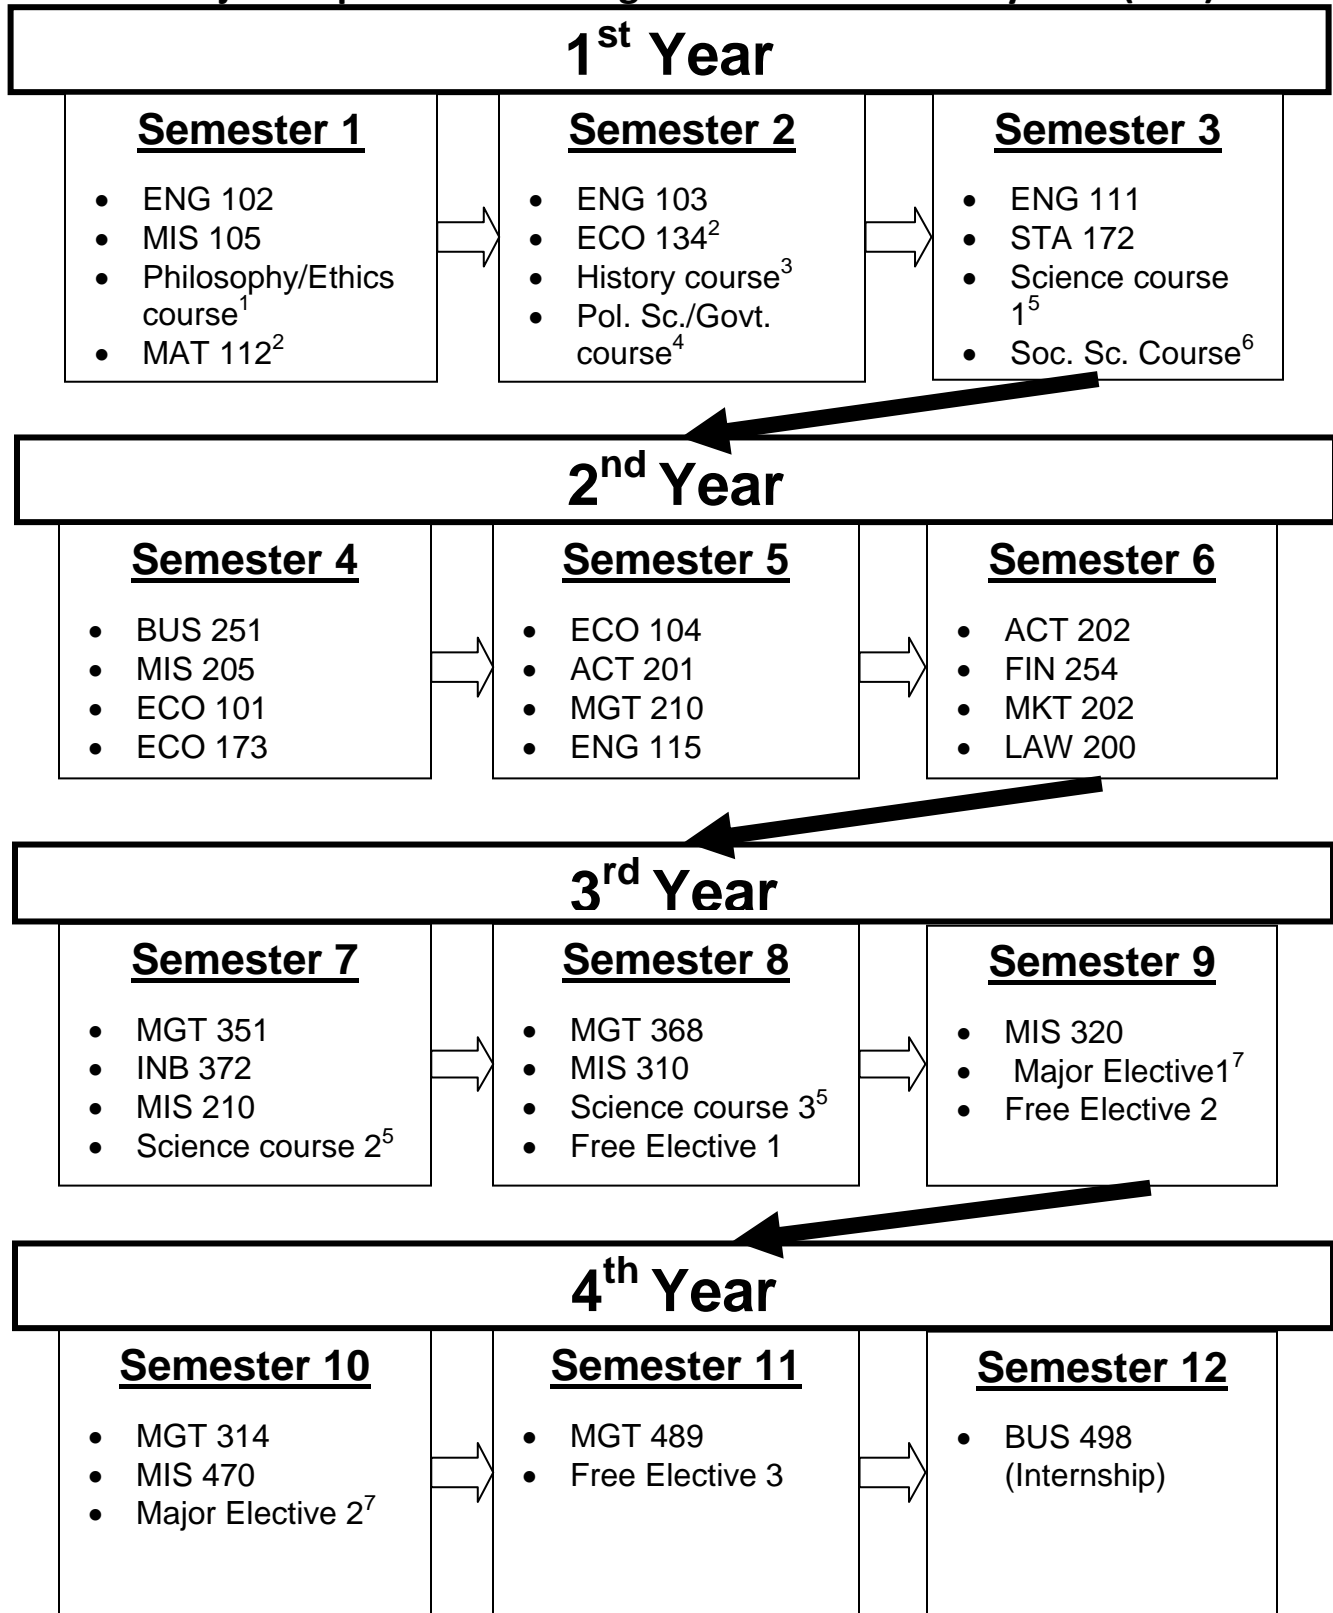 1st Year
Semester 1
• ENG 102
• MIS 105
• Philosophy/Ethics
course1
• MAT 1122
Semester 2
• ENG 103
• ECO 1342
• History course3
• Pol. Sc./Govt.
course4
Semester 3
• ENG 111
• STA 172
• Science course
15
• Soc. Sc. Course6
2nd Year
Semester 4
• BUS 251
• MIS 205
• ECO 101
• ECO 173
Semester 5
• ECO 104
• ACT 201
• MGT 210
• ENG 115
Semester 6
• ACT 202
• FIN 254
• MKT 202
• LAW 200
3rd Year
Semester 7
• MGT 351
• INB 372
• MIS 210
• Science course 25
Semester 8
• MGT 368
• MIS 310
• Science course 35
• Free Elective 1
Semester 9
• MIS 320
• Major Elective17
• Free Elective 2
4th Year
Semester 10
• MGT 314
• MIS 470
• Major Elective 27
Semester 11
• MGT 489
• Free Elective 3
Semester 12
• BUS 498
(Internship)